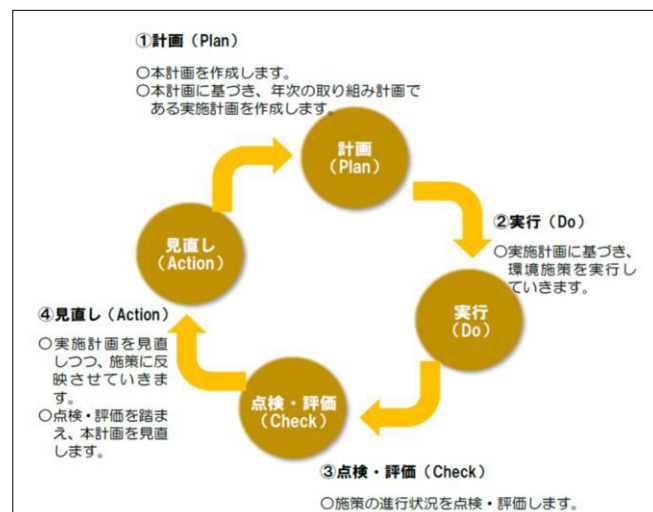 ①計画（Plan）
○本計画を作成します。
○本計画に基づき、年次の取り組み計画で
ある実施計画を作成します。
計画
（Plan）
②実行（Do）
○実施計画に基づき、
環境施策を実行し
ていきます。
実行
（Do）
見直し
（Action）
④見直し（Action）
○実施計画を見直
しつつ、施策に反
映させていきま
す。
○点検・評価を踏ま
え、本計画を見直
します。
点検・評価
（Check）
③点検・評価（Check）
○施策の進行状況を点検・評価します。